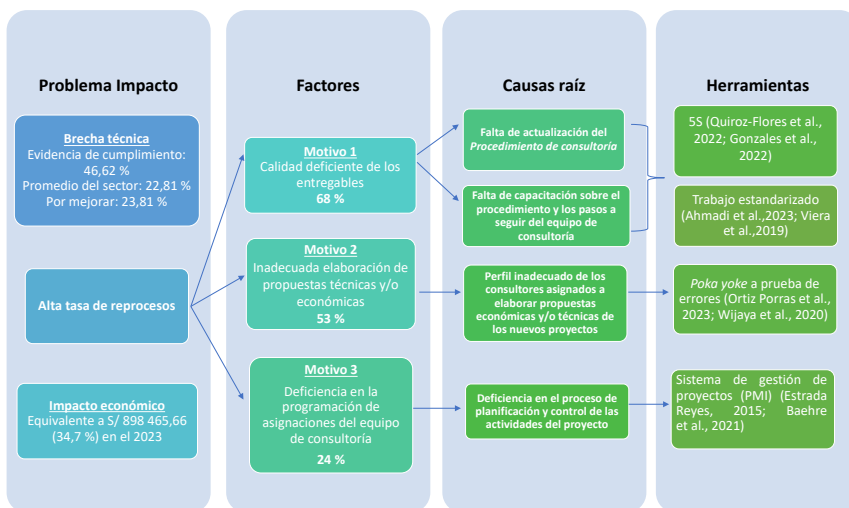 Problema Impacto
Brecha técnica
Evidencia de cumplimiento:
46,62 %
Promedio del sector: 22,81 %
Por mejorar: 23,81 %
Alta tasa de reprocesos
Impacto económico
Equivalente a S/ 898 465,66
(34,7 %) en el 2023
Factores
Motivo 1
Calidad deficiente de los
entregables
68 %
Motivo 2
Inadecuada elaboración de
propuestas técnicas y/o
económicas
53 %
Motivo 3
Deficiencia en la
programación de
asignaciones del equipo
de consultoría
24 %
Causas raíz
Falta de actualización del
Procedimiento de consultoría
Falta de capacitación sobre el
procedimiento y los pasos a
seguir del equipo de
consultoría
Perfil inadecuado de los
consultores asignados a
elaborar propuestas
económicas y/o técnicas de
los nuevos proyectos
Deficiencia en el proceso de
planificación y control de las
actividades del proyecto
Herramientas
5S (Quiroz-Flores et al.,
2022; Gonzales et al.,
2022)
Trabajo estandarizado
(Ahmadi et al.,2023; Viera
et al.,2019)
Poka yoke a prueba de
errores (Ortiz Porras et al.,
2023; Wijaya et al., 2020)
Sistema de gestión de
proyectos (PMI) (Estrada
Reyes, 2015; Baehre
et al., 2021)